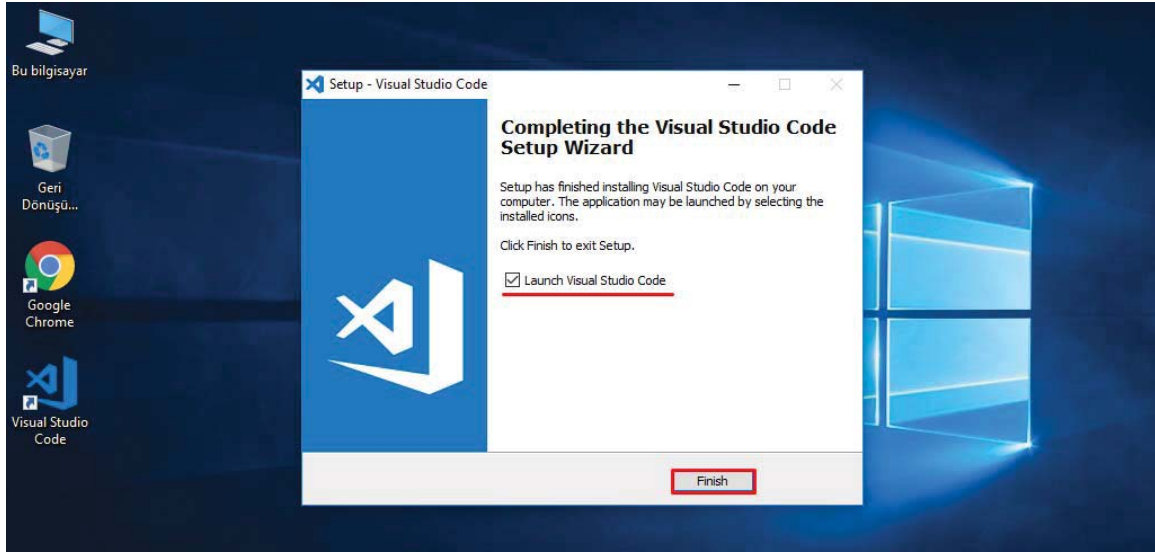 Bu bilgisayar
Geri
Dönüşü...
Google
Chrome
Visual Studio
Code
Setup - Visual Studio Code
Completing the Visual Studio Code
Setup Wizard
Setup has finished installing Visual Studio Code on your
computer. The application may be launched by selecting the
installed icons.
Click Finish to exit Setup.
Launch Visual Studio Code
Finish